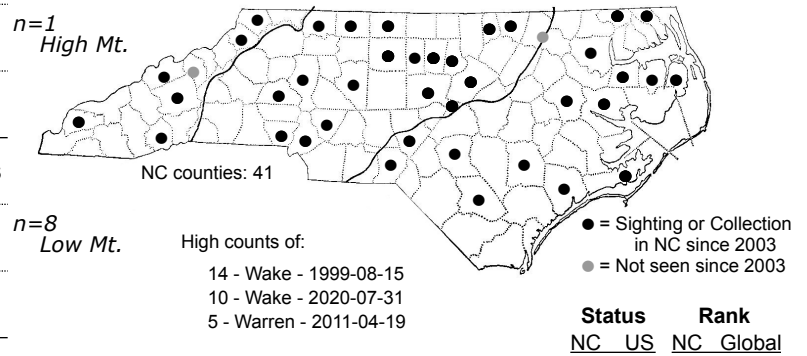 n=1
High Mt.
NC counties: 41
n=8
Low Mt.
High counts of:
14 - Wake - 1999-08-15
10 - Wake - 2020-07-31
5 - Warren - 2011-04-19
= Sighting or Collection
in NC since 2003
= Not seen since 2003
Status Rank
NC US NC Global